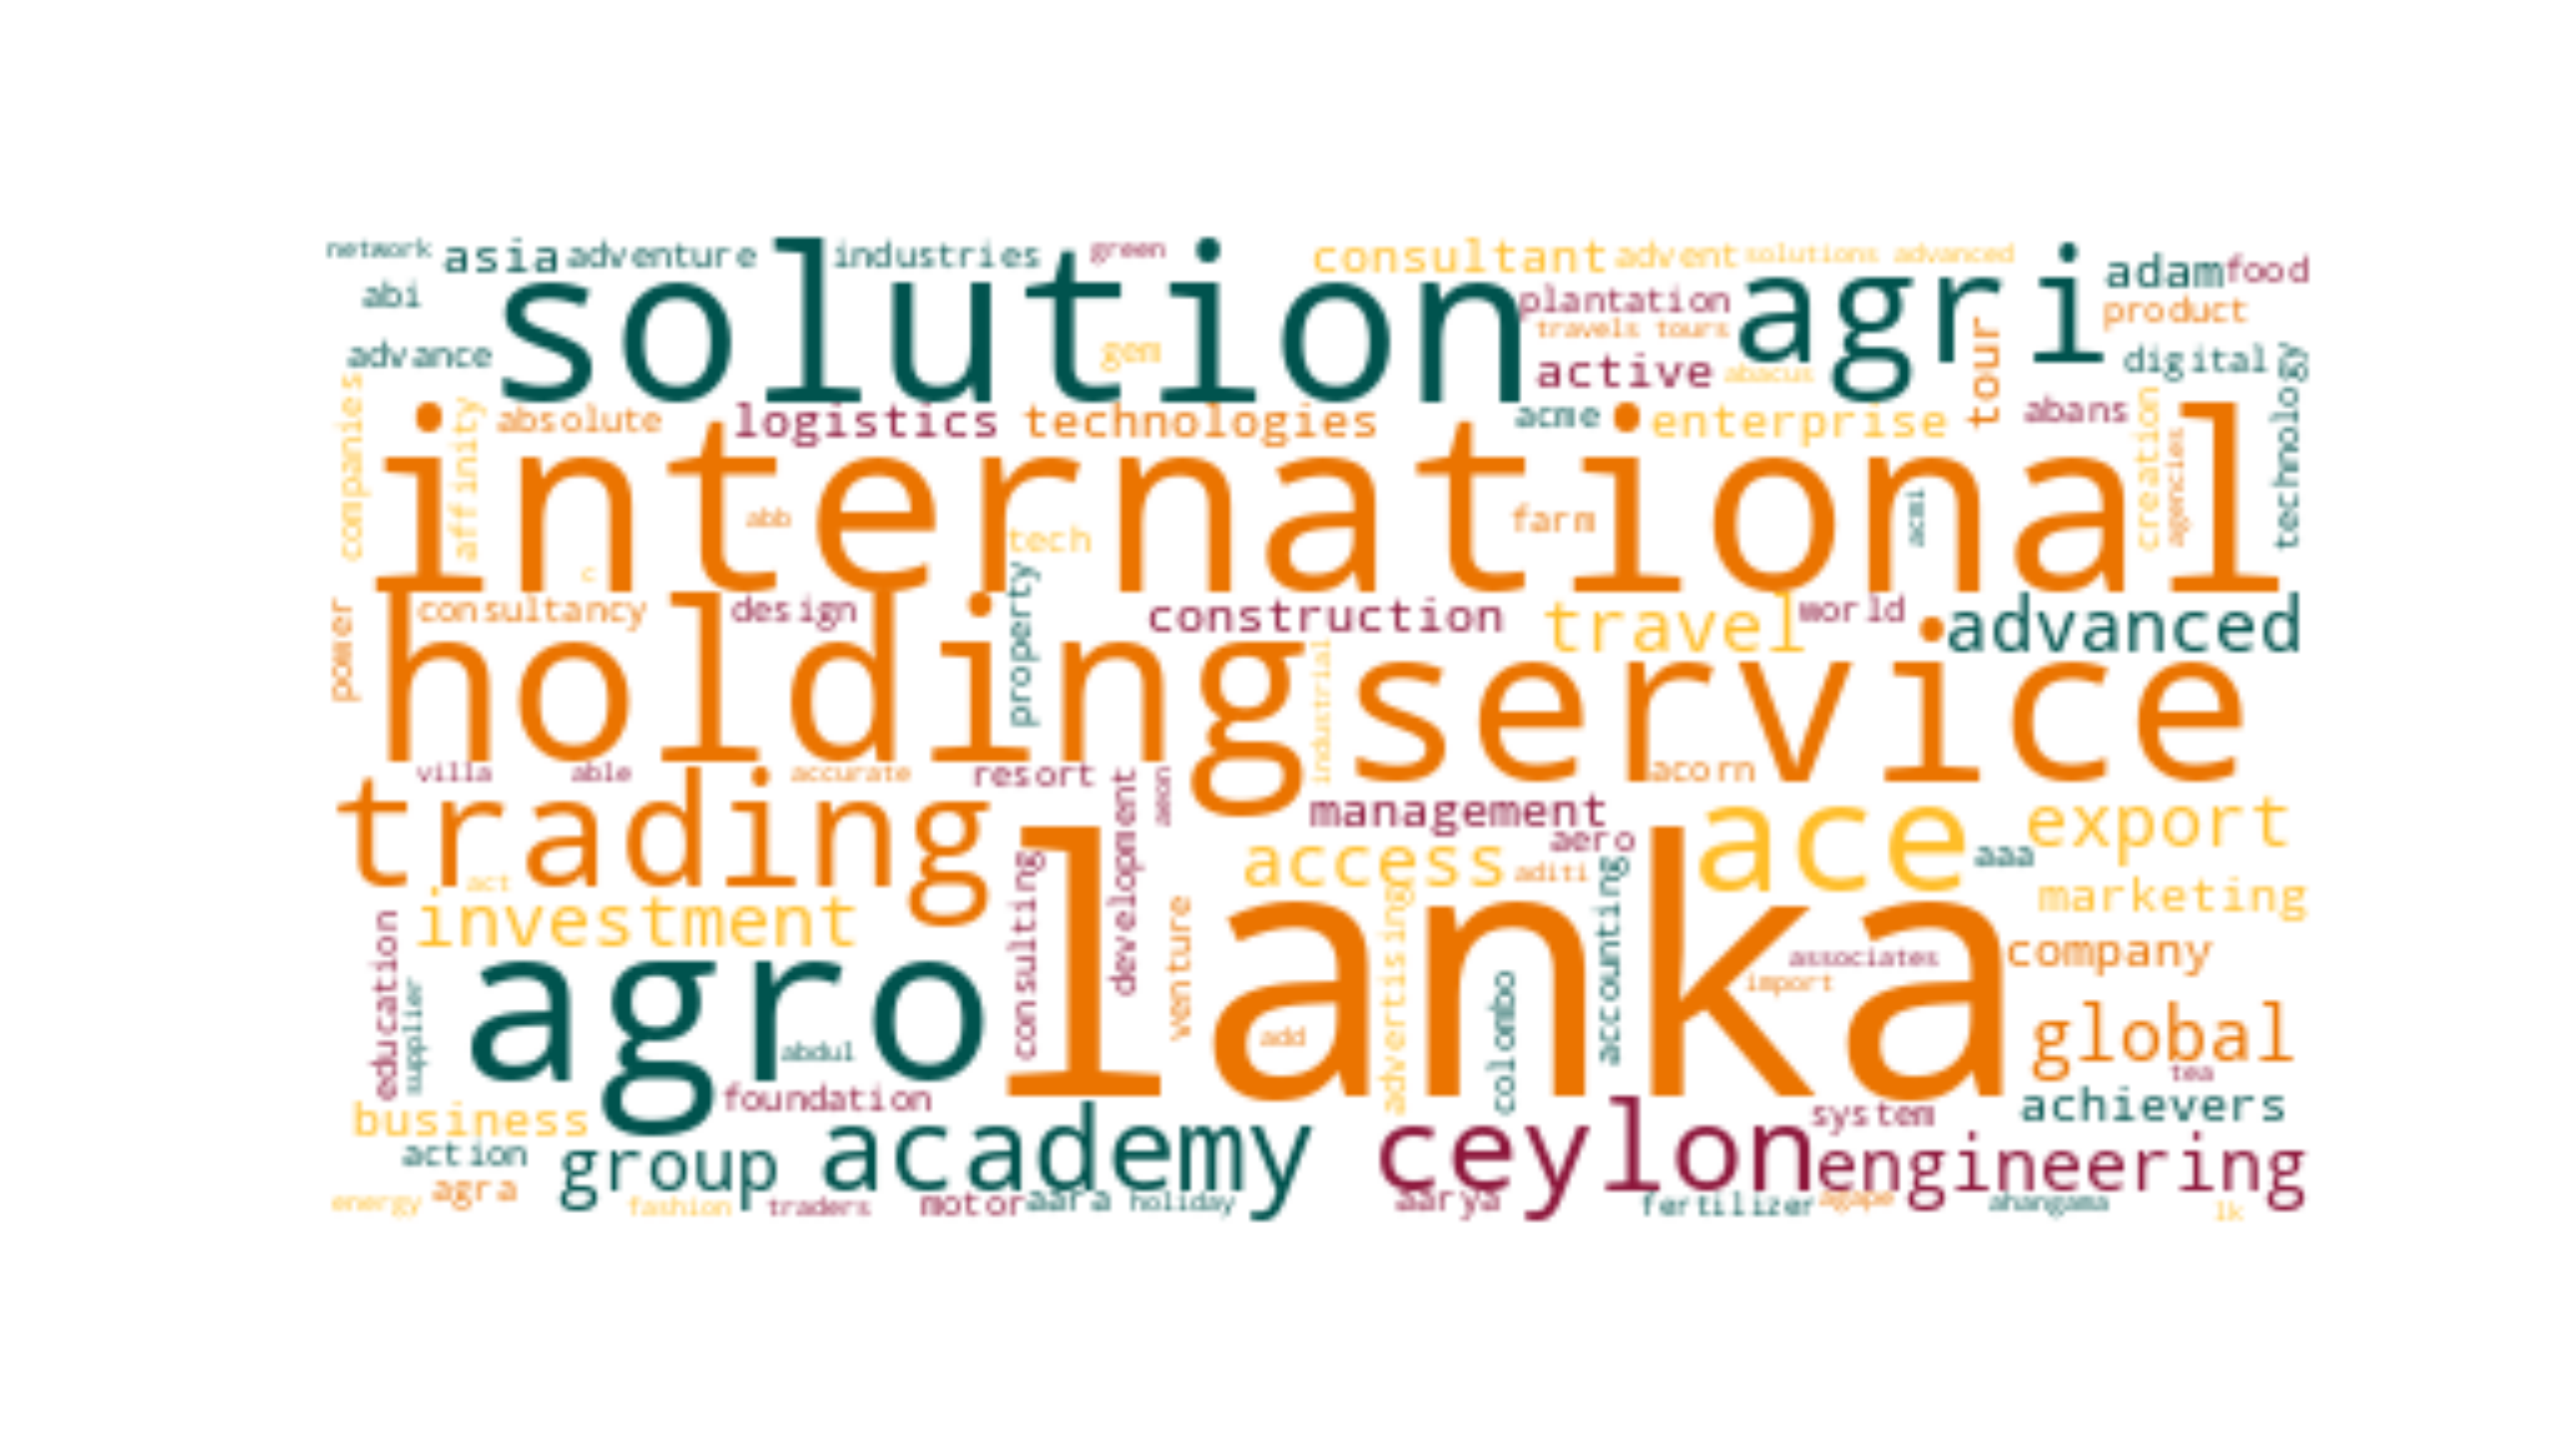 network asia adventure industries green consultant advent solutions advanced
abi solution agri adam food
plantation product
travels tours
advance gem active abacus tour digital technology
companies affinity absolute logistics technologies acme enterprise abans creation agencies
international
abb tech farm acmi
c
power consultancy design property construction travel world advanced
holding industrial service
villa able accurate resort development aeon acorn
trading management ace export
consulting access aero aaa
aditi accounting
act
investment venture advertising marketing
education agro lanka associates company
supplier colombo import
abdul add global
tea
foundation achievers
business academy ceylon system
action group engineering
energy agra fashion traders motor aara holiday aarya fertilizer agape ahangama lk